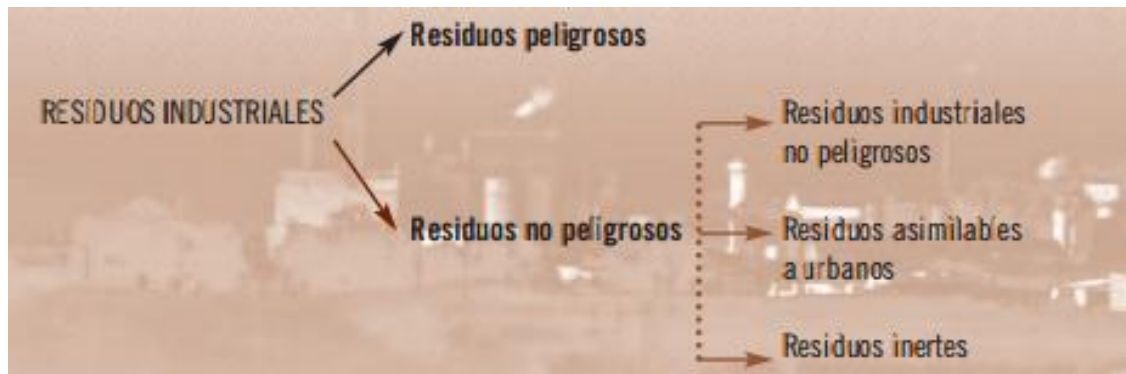 Residuos peligrosos
RESIDUOS INDUSTRIALES
Residuos industriales
no peligrosos
Residuos no peligrosos
Residuos asimilables
a urbanos
Residuos inertes